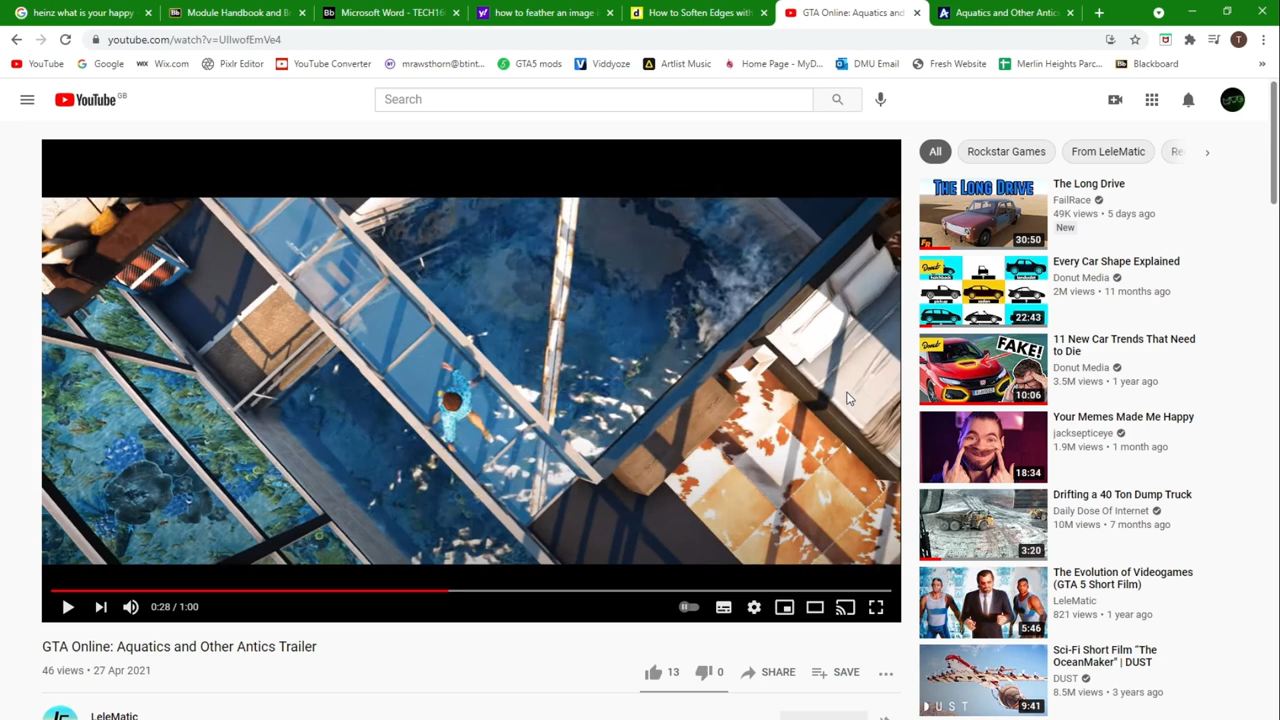 heinz what is your happy
Module Handbook and B
Microsoft Word - TECH16
how to feather an image i
How to Soften Edges with
GTA Online: Aquatics and
Aquatics and Other Antic
youtube.com/watch?v=UIIwofEmVe4
YouTube
Google
WIX Wix.com
Pixlr Editor
YouTube Converter
mrawsthorn@btint...
GTA5 mods
Viddyoze
Artlist Music
Home Page - MyD...
DMU Email
Fresh Website
Merlin Heights Parc...
Blackboard
YouTube GB
Search
All
Rockstar Games
From LeleMatic
Re
THE LONG DRIVE
30:50
The Long Drive
FailRace
49K views • 5 days ago
New
22:43
Every Car Shape Explained
Donut Media
2M views • 11 months ago
FAKE!
10:06
11 New Car Trends That Need
to Die
Donut Media
3.5M views • 1 year ago
18:34
Your Memes Made Me Happy
jacksepticeye
1.9M views • 1 month ago
3:20
Drifting a 40 Ton Dump Truck
Daily Dose Of Internet
10M views • 7 months ago
5:46
The Evolution of Videogames
(GTA 5 Short Film)
LeleMatic
821 views • 1 year ago
DUST
9:41
Sci-Fi Short Film "The
OceanMaker" | DUST
DUST
8.5M views • 3 years ago
0:28 / 1:00
GTA Online: Aquatics and Other Antics Trailer
46 views • 27 Apr 2021
13
0
SHARE
SAVE
LeleMatic